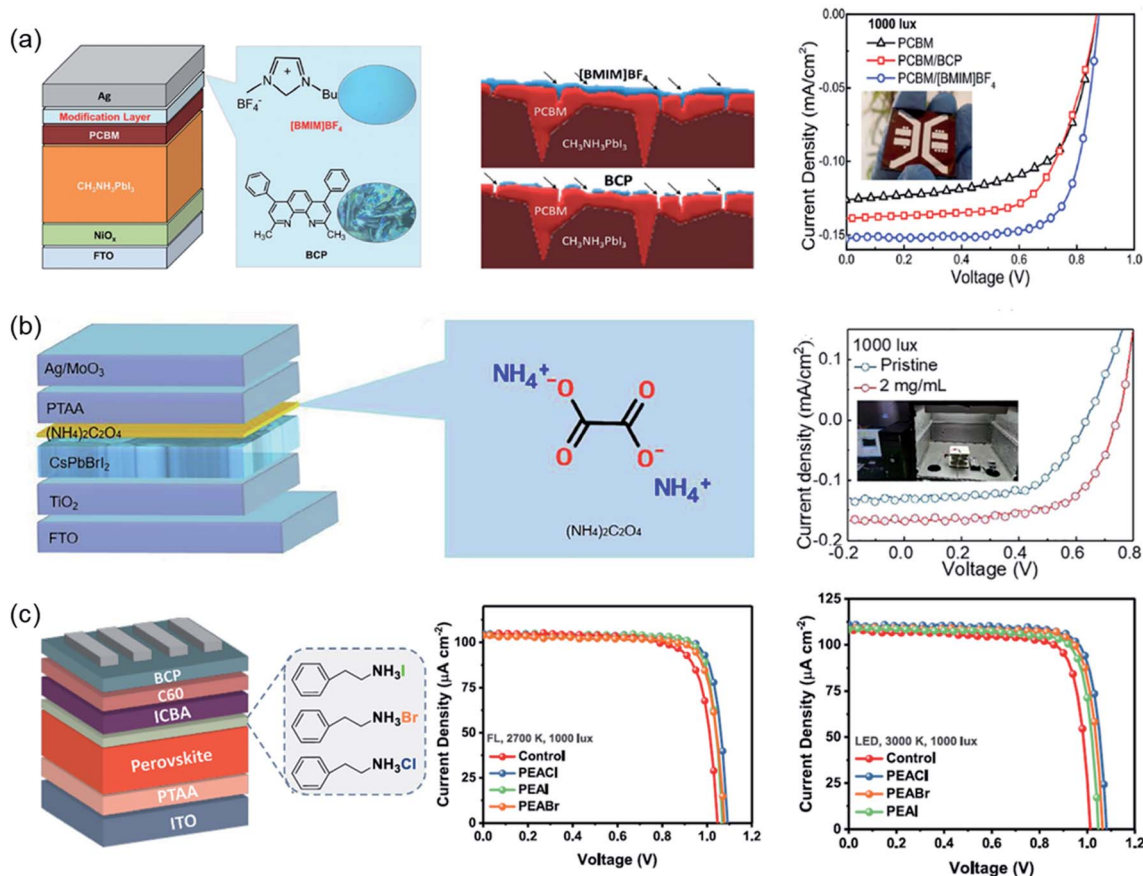 (a)
Ag
Modification Layer
PCBM
CH₃NH₃PbI₃
NiOₓ
FTO
+
BF₄⁻
Bu
[BMIM]BF₄
H₃C
CH₃
BCP
[BMIM]BF₄
PCBM
CH₃NH₃PbI₃
BCP
PCBM
CH₃NH₃PbI₃
1000 lux
PCBM
PCBM/BCP
PCBM/[BMIM]BF₄
0.00
-0.05
-0.10
-0.15
Current Density (mA/cm²)
0.0 0.2 0.4 0.6 0.8 1.0
Voltage (V)
(b)
Ag/MoO₃
PTAA
(NH₄)₂C₂O₄
CsPbBrI₂
TiO₂
FTO
NH₄⁺
⁻O
O
O
O⁻
NH₄⁺
(NH₄)₂C₂O₄
1000 lux
Pristine
2 mg/mL
0.1
0.0
-0.1
-0.2
Current density (mA/cm²)
-0.2 0.0 0.2 0.4 0.6 0.8
Voltage (V)
(c)
BCP
C60
ICBA
Perovskite
PTAA
ITO
NH₃I
NH₃Br
NH₃Cl
125
100
75
50
25
0
Current Density (µA cm⁻²)
FL, 2700 K, 1000 lux
Control
PEACl
PEAI
PEABr
0.0 0.2 0.4 0.6 0.8 1.0 1.2
Voltage (V)
125
100
75
50
25
0
Current Density (µA cm⁻²)
LED, 3000 K, 1000 lux
Control
PEACl
PEABr
PEAI
0.0 0.2 0.4 0.6 0.8 1.0 1.2
Voltage (V)